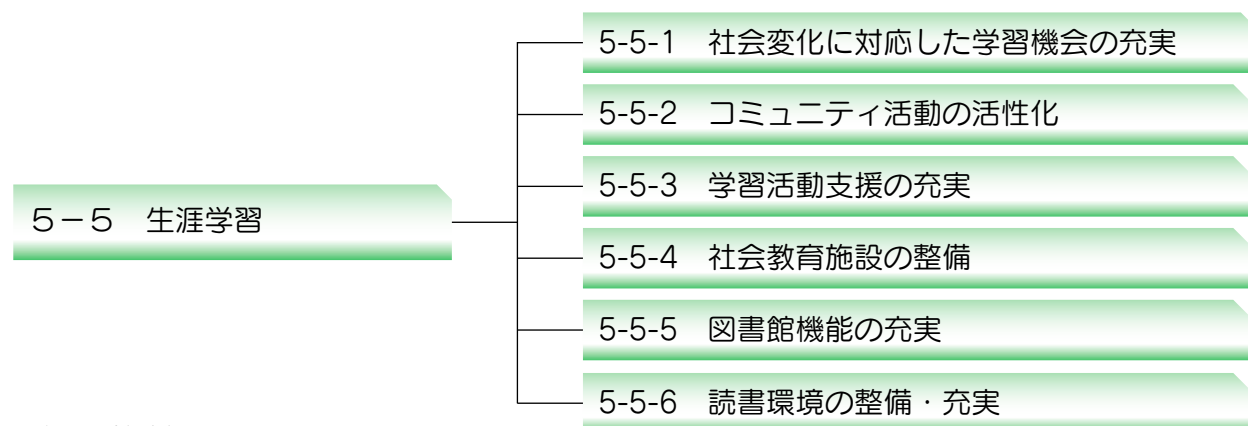 5-5-1 社会変化に対応した学習機会の充実
5-5-2 コミュニティ活動の活性化
5-5-3 学習活動支援の充実
5−5 生涯学習
5-5-4 社会教育施設の整備
5-5-5 図書館機能の充実
5-5-6 読書環境の整備・充実